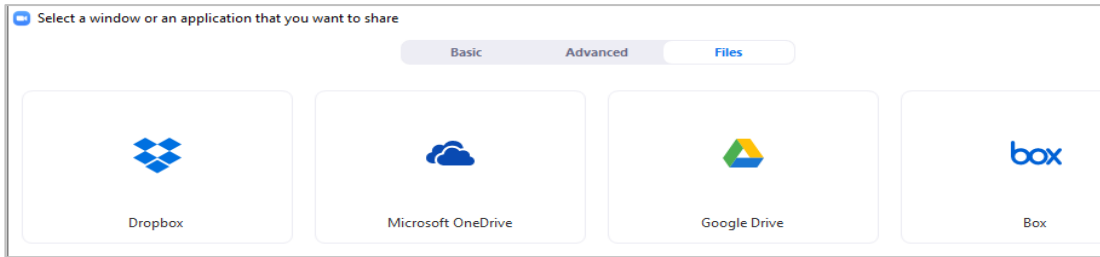 Select a window or an application that you want to share
Basic Advanced Files
box
Dropbox Microsoft OneDrive Google Drive Box